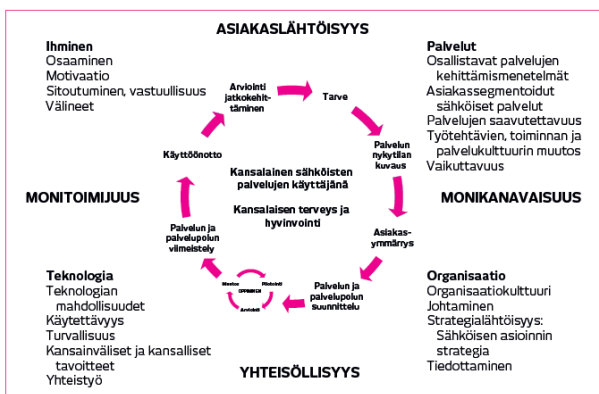 ASIAKASLÄHTÖISYYS
Ihminen
Osaaminen
Motivaatio
Sitoutuminen, vastuullisuus
Välineet
Palvelut
Osallistavat palvelujen
kehittämismenetelmät
Asiakassegmentoidut
sähköiset palvelut
Palvelujen saavutettavuus
Työtehtävien, toiminnan ja
palvelukulttuurin muutos
Vaikuttavuus
Arviointi
jatkokehit-
täminen
Tarve
Palvelun
nykytilan
kuvaus
Asiakas-
ymmärrys
Palvelun ja
palvelupolun
suunnittelu
Muutos
Pilotointi
OPPIMINEN
Arviointi
Palvelun ja
palvelupolun
viimeistely
Käyttöönotto
Kansalainen sähköisten
palvelujen käyttäjänä
Kansalaisen terveys ja
hyvinvointi
MONITOIMIJUUS
MONIKANAVAISUUS
Teknologia
Teknologian
mahdollisuudet
Käytettävyys
Turvallisuus
Kansainväliset ja kansalliset
tavoitteet
Yhteistyö
Organisaatio
Organisaatiokulttuuri
Johtaminen
Strategialähtöisyys:
Sähköisen asioinnin
strategia
Tiedottaminen
YHTEISÖLLISYYS